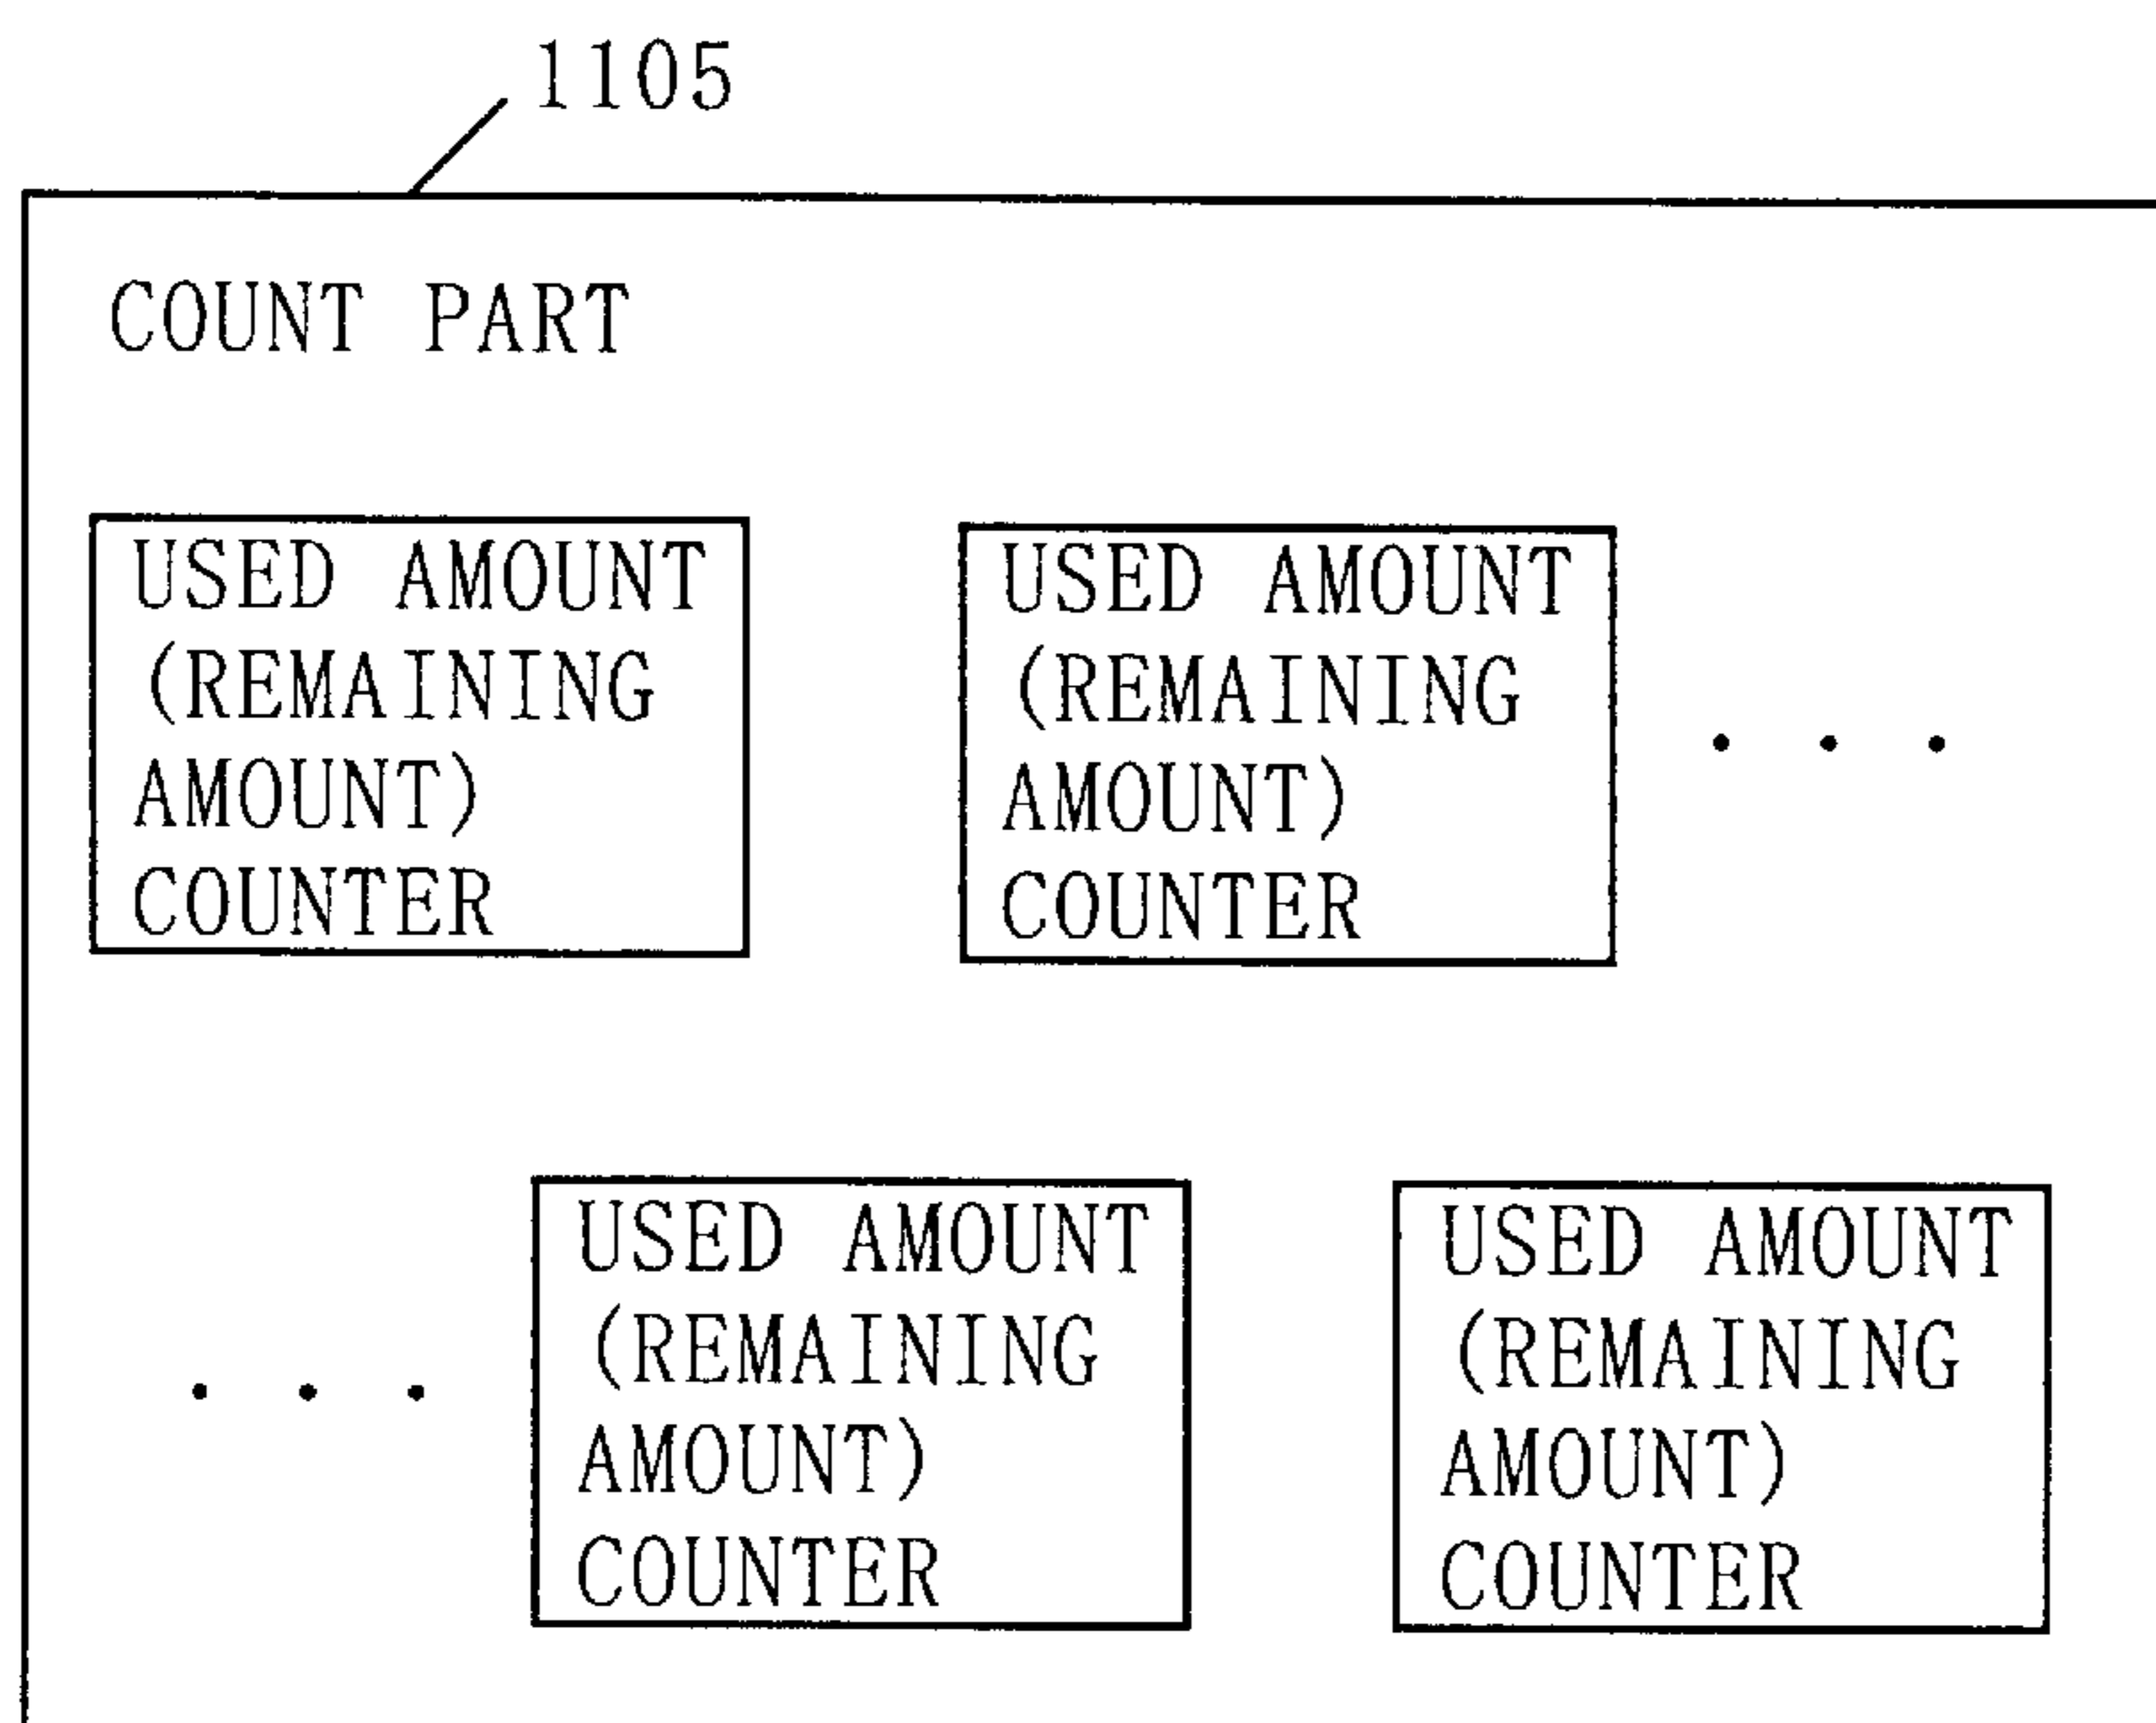 1105
COUNT PART
USED AMOUNT
(REMAINING
AMOUNT)
COUNTER
USED AMOUNT
(REMAINING
AMOUNT)
COUNTER
. . .
. . .
USED AMOUNT
(REMAINING
AMOUNT)
COUNTER
USED AMOUNT
(REMAINING
AMOUNT)
COUNTER